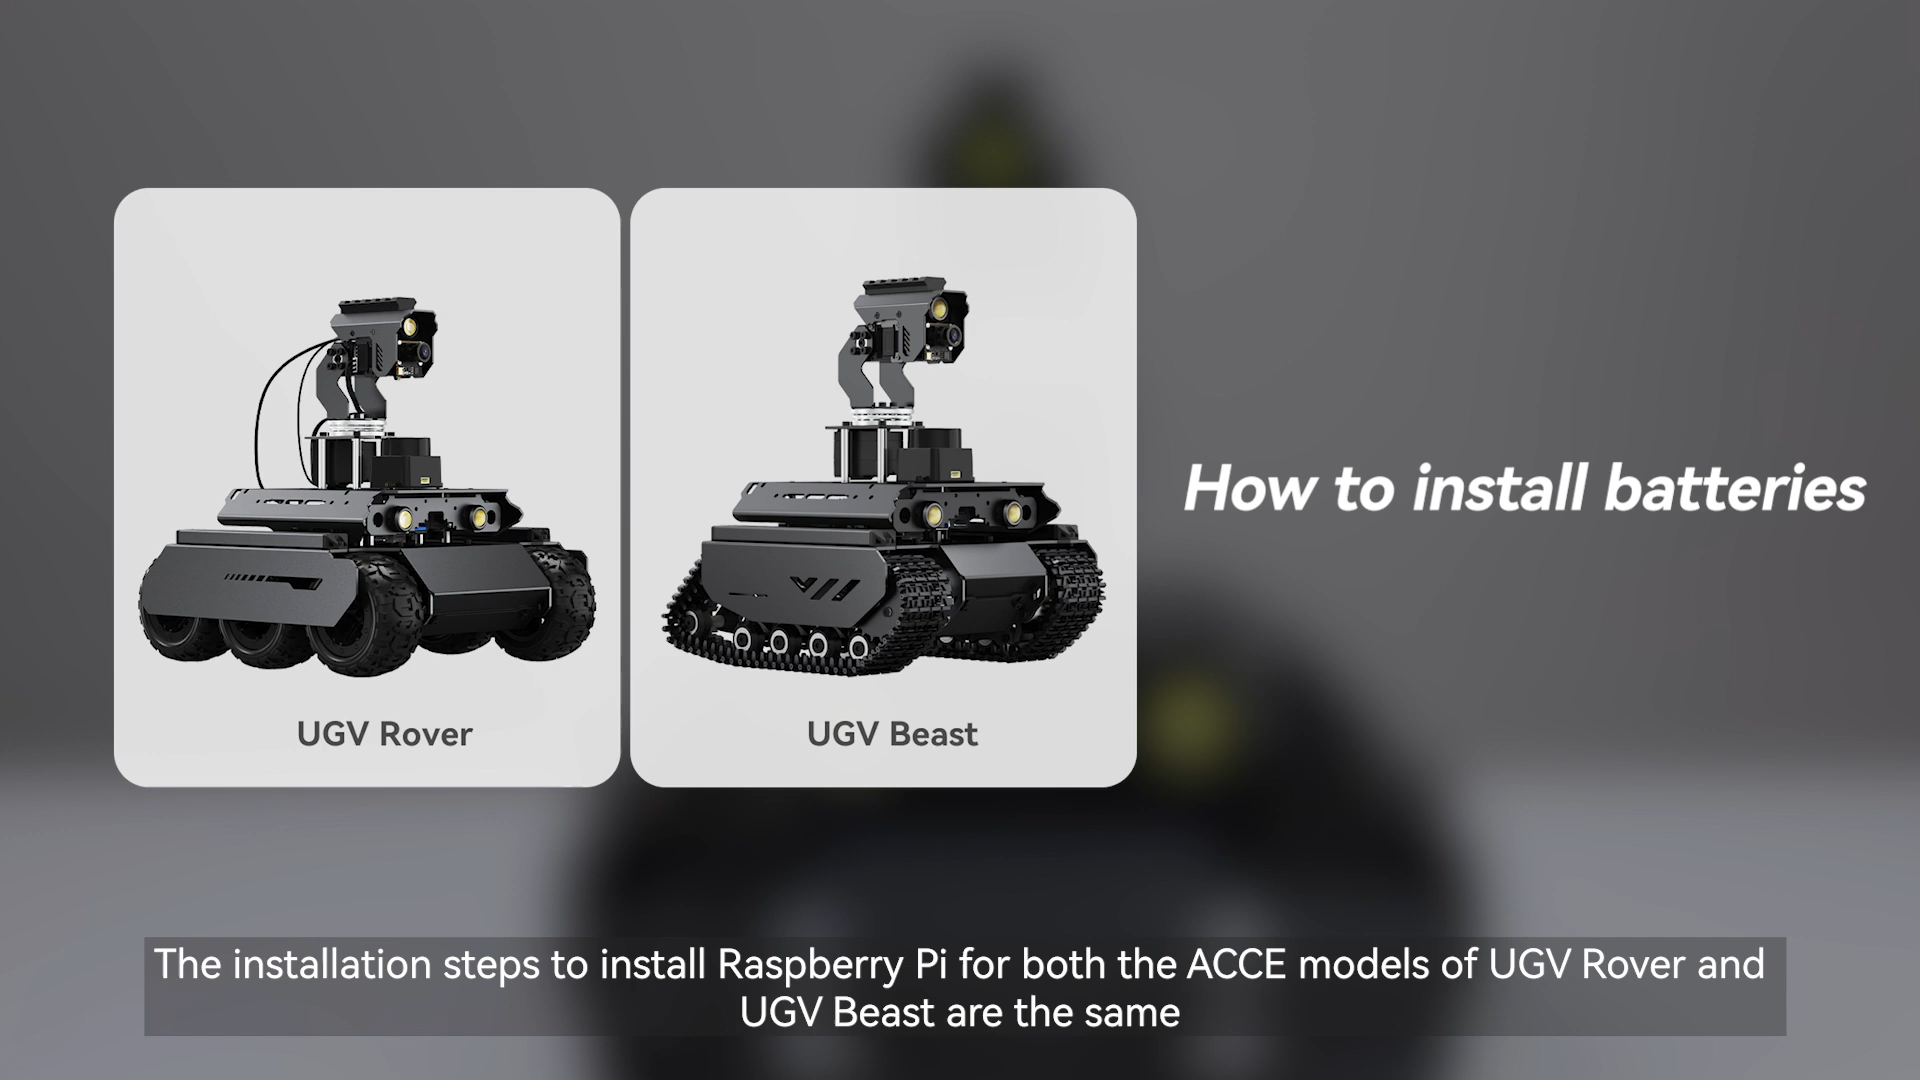 How to install batteries
UGV Rover
UGV Beast
The installation steps to install Raspberry Pi for both the ACCE models of UGV Rover and
UGV Beast are the same